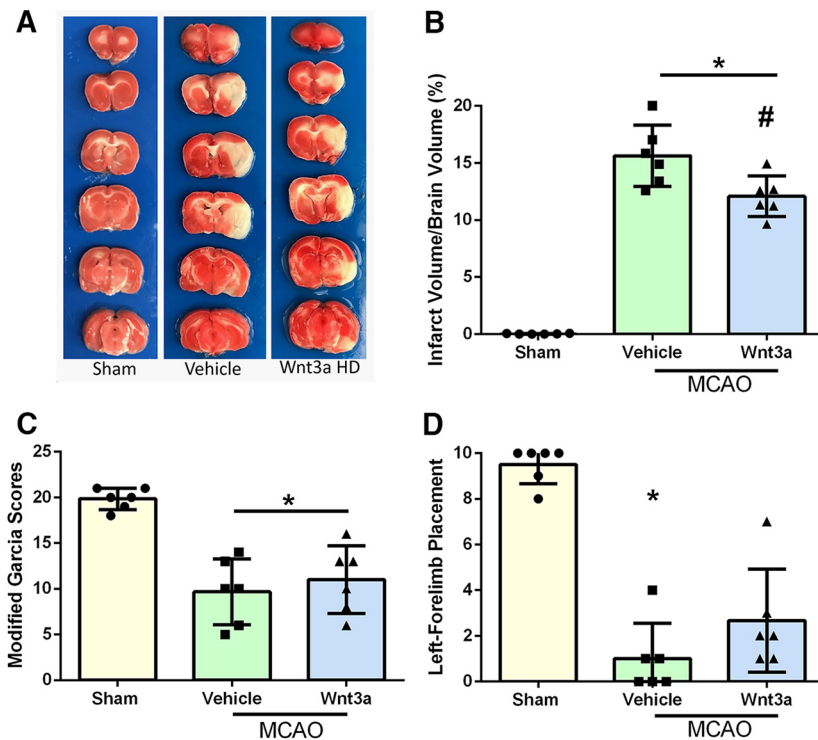 A
Sham Vehicle Wnt3a HD
B
Infarct Volume/Brain Volume (%)
20
15
10
5
0
*
#
Sham Vehicle Wnt3a
MCAO
C
Modified Garcia Scores
25
20
15
10
5
0
*
Sham Vehicle Wnt3a
MCAO
D
Left-Forelimb Placement
10
8
6
4
2
0
*
Sham Vehicle Wnt3a
MCAO